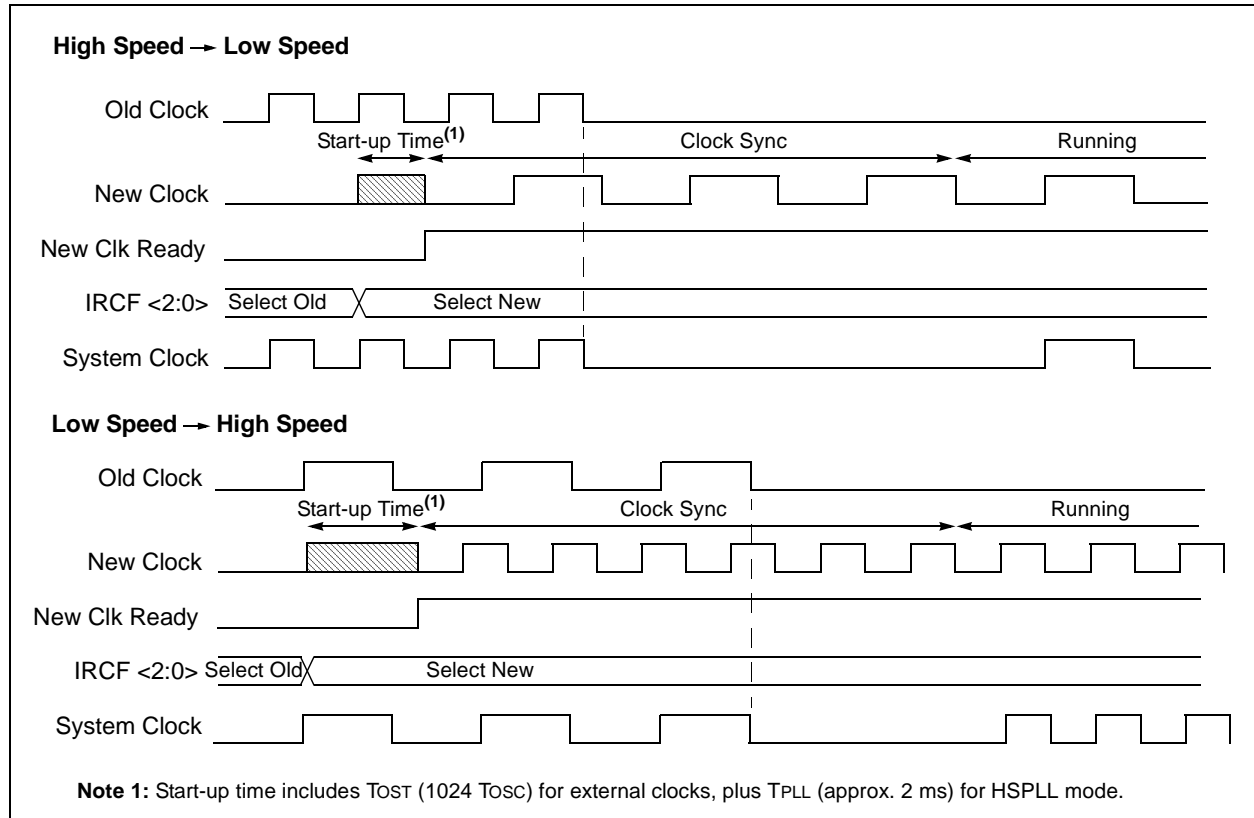 High Speed → Low Speed
Old Clock
Start-up Time(1) Clock Sync Running
New Clock
New Clk Ready
IRCF <2:0> Select Old Select New
System Clock
Low Speed → High Speed
Old Clock
Start-up Time(1) Clock Sync Running
New Clock
New Clk Ready
IRCF <2:0> Select Old Select New
System Clock
Note 1: Start-up time includes TOST (1024 TOSC) for external clocks, plus TPLL (approx. 2 ms) for HSPLL mode.